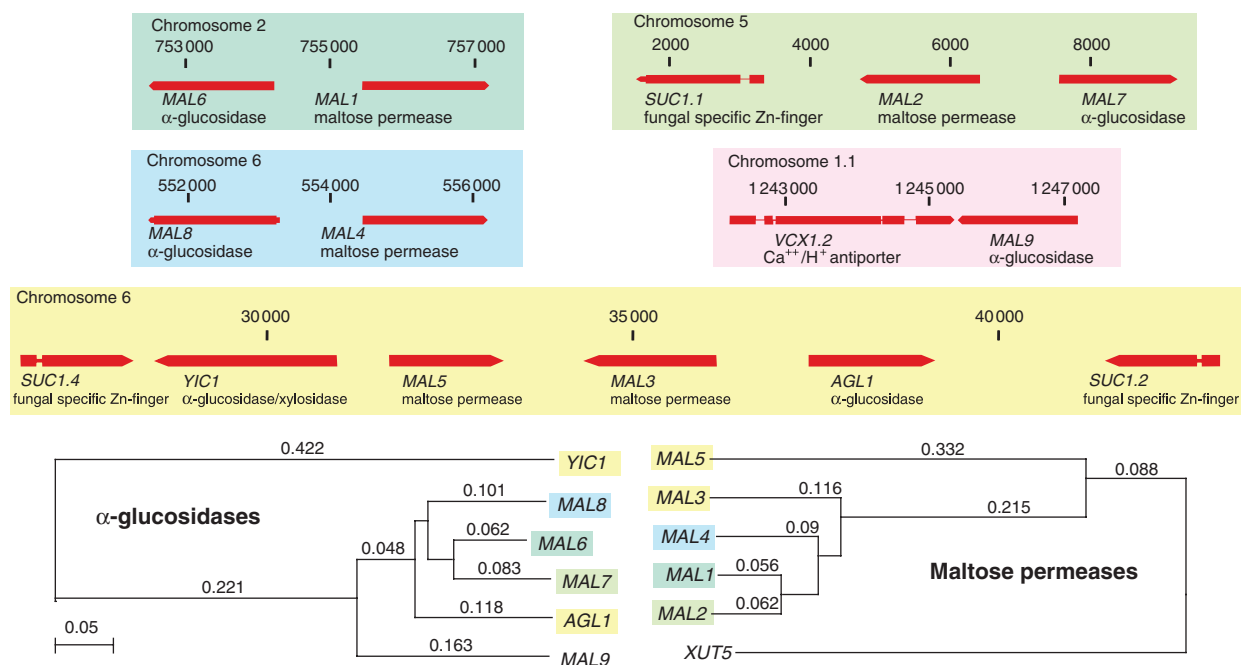 Chromosome 2
753 000 755 000 757 000
MAL6 MAL1
α-glucosidase maltose permease
Chromosome 5
2000 4000 6000 8000
SUC1.1 MAL2 MAL7
fungal specific Zn-finger maltose permease α-glucosidase
Chromosome 6
552 000 554 000 556 000
MAL8 MAL4
α-glucosidase maltose permease
Chromosome 1.1
1 243 000 1 245 000 1 247 000
VCX1.2 MAL9
Ca⁺⁺/H⁺ antiporter α-glucosidase
Chromosome 6
30 000 35 000 40 000
SUC1.4 YIC1 MAL5 MAL3 AGL1 SUC1.2
fungal specific Zn-finger α-glucosidase/xylosidase maltose permease maltose permease α-glucosidase fungal specific Zn-finger
0.422 YIC1
α-glucosidases
0.101 MAL8
0.062 MAL6
0.048
0.083 MAL7
0.221
0.118 AGL1
0.05
0.163 MAL9
MAL5 0.332
0.088
MAL3 0.116
0.215
MAL4 0.09
MAL1 0.056
Maltose permeases
MAL2 0.062
XUT5